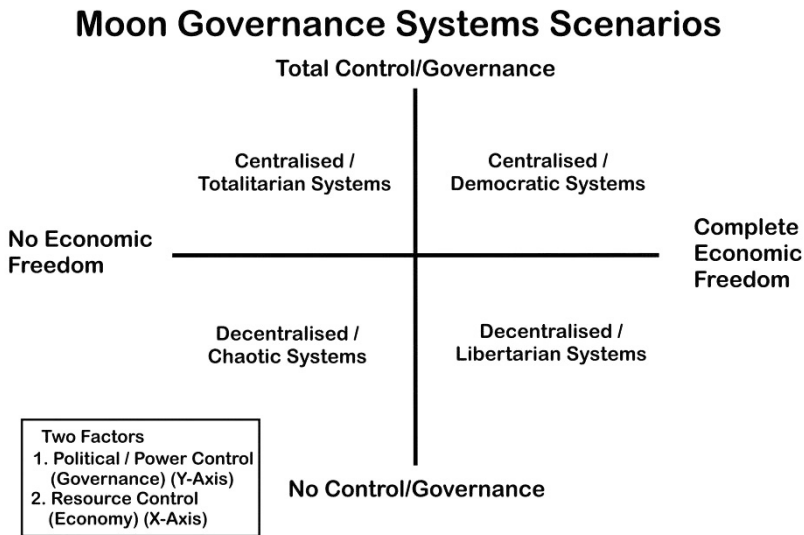 Moon Governance Systems Scenarios
Total Control/Governance
Centralised /
Totalitarian Systems
Centralised /
Democratic Systems
No Economic
Freedom
Complete
Economic
Freedom
Decentralised /
Chaotic Systems
Decentralised /
Libertarian Systems
Two Factors
1. Political / Power Control
(Governance) (Y-Axis)
2. Resource Control
(Economy) (X-Axis)
No Control/Governance